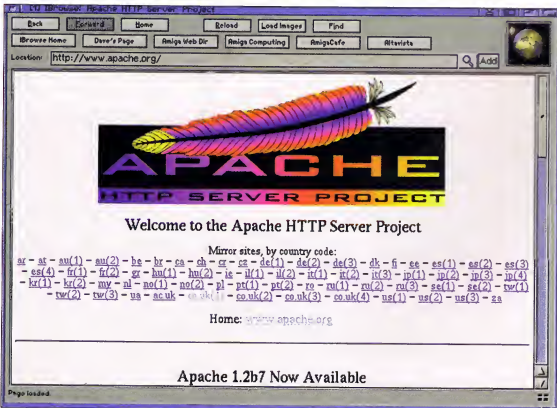 IBrowse: Apache HTTP Server Project
Back Forward Home Reload Load Images Find
IBrowse Home Dave's Page Amiga Web Dir Amiga Computing AmigaCafe Altavista
Location: http://www.apache.org/ Add
APACHE
HTTP SERVER PROJECT
Welcome to the Apache HTTP Server Project
Mirror sites, by country code:
ar - at - au(1) - au(2) - be - br - ca - ch - cr - cz - de(1) - de(2) - de(3) - dk - fi - ee - es(1) - es(2) - es(3)
- es(4) - fr(1) - fr(2) - gr - hu(1) - hu(2) - ie - il(1) - il(2) - it(1) - it(2) - it(3) - jp(1) - jp(2) - jp(3) - jp(4)
- kr(1) - kr(2) - my - nl - no(1) - no(2) - pl - pt(1) - pt(2) - ro - ru(1) - ru(2) - ru(3) - se(1) - se(2) - tw(1)
- tw(2) - tw(3) - ua - ac.uk - co.uk(1) - co.uk(2) - co.uk(3) - co.uk(4) - us(1) - us(2) - us(3) - za
Home: www.apache.org
Apache 1.2b7 Now Available
Page loaded.